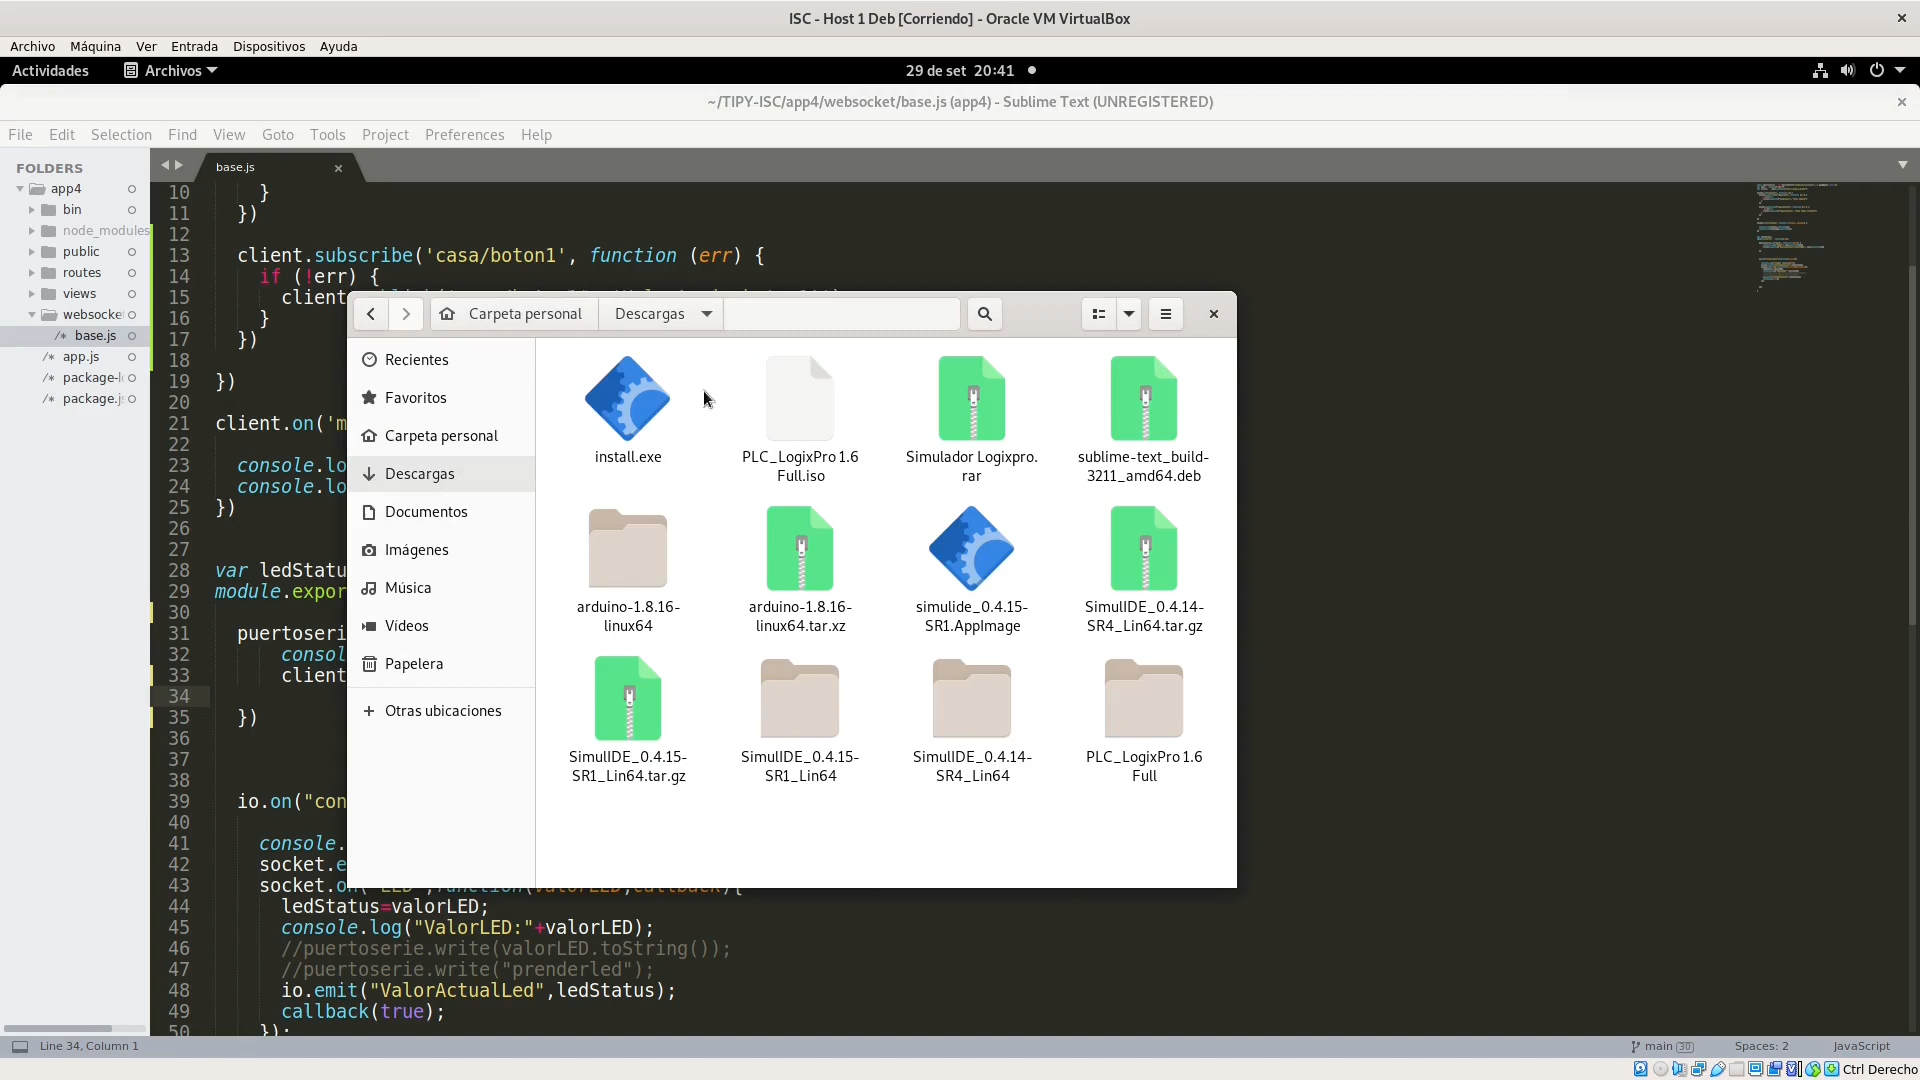 ISC - Host 1 Deb [Corriendo] - Oracle VM VirtualBox
Archivo Máquina Ver Entrada Dispositivos Ayuda
Actividades Archivos 29 de set 20:41
~/TIPY-ISC/app4/websocket/base.js (app4) - Sublime Text (UNREGISTERED)
File Edit Selection Find View Goto Tools Project Preferences Help
FOLDERS
app4
bin
node_modules
public
routes
views
websocke
base.js
app.js
package-l
package.j
base.js
10 }
11 })
12
13 client.subscribe('casa/boton1', function (err) {
14 if (!err) {
15 client
16 }
17 })
18
19 })
20
21 client.on('m
22
23 console.lo
24 console.lo
25 })
26
27
28 var ledStatu
29 module.expor
30
31 puertoseri
32 consol
33 client
34
35 })
36
37
38
39 io.on("con
40
41 console.
42 socket.e
43 socket.on("LED",function(valorLED,callback){
44 ledStatus=valorLED;
45 console.log("ValorLED:"+valorLED);
46 //puertoserie.write(valorLED.toString());
47 //puertoserie.write("prenderled");
48 io.emit("ValorActualLed",ledStatus);
49 callback(true);
50 });
Carpeta personal Descargas
Recientes
Favoritos
Carpeta personal
Descargas
Documentos
Imágenes
Música
Vídeos
Papelera
+ Otras ubicaciones
install.exe
PLC_LogixPro 1.6
Full.iso
Simulador Logixpro.
rar
sublime-text_build-
3211_amd64.deb
arduino-1.8.16-
linux64
arduino-1.8.16-
linux64.tar.xz
simulide_0.4.15-
SR1.AppImage
SimulIDE_0.4.14-
SR4_Lin64.tar.gz
SimulIDE_0.4.15-
SR1_Lin64.tar.gz
SimulIDE_0.4.15-
SR1_Lin64
SimulIDE_0.4.14-
SR4_Lin64
PLC_LogixPro 1.6
Full
Line 34, Column 1
main 30 Spaces: 2 JavaScript
Ctrl Derecho